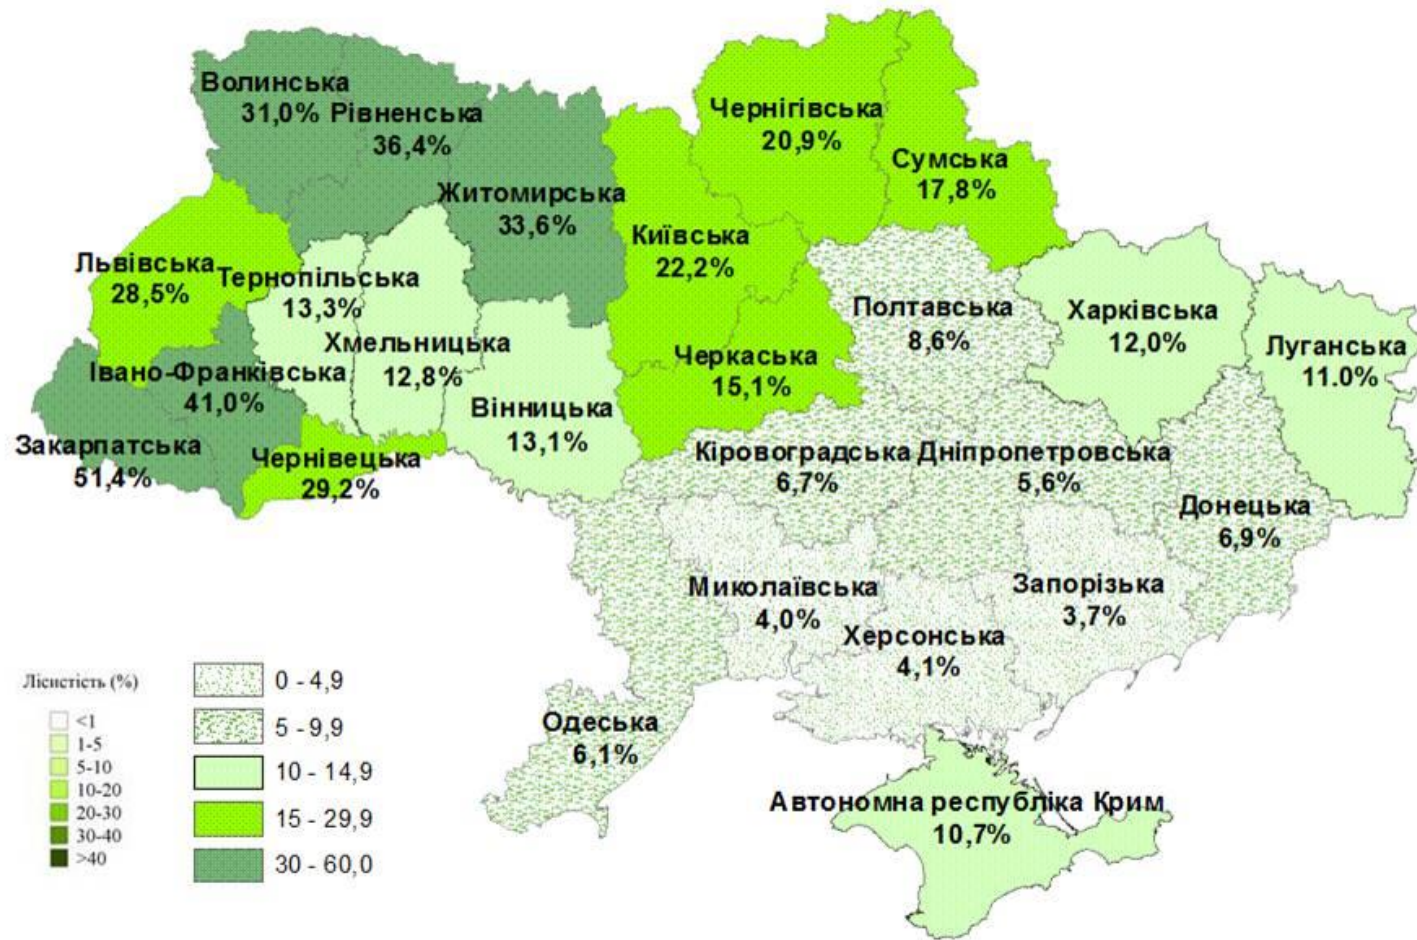 Волинська
31,0%
Рівненська
36,4%
Житомирська
33,6%
Чернігівська
20,9%
Сумська
17,8%
Київська
22,2%
Львівська
28,5%
Тернопільська
13,3%
Хмельницька
12,8%
Івано-Франківська
41,0%
Закарпатська
51,4%
Чернівецька
29,2%
Вінницька
13,1%
Черкаська
15,1%
Полтавська
8,6%
Харківська
12,0%
Луганська
11.0%
Кіровоградська
6,7%
Дніпропетровська
5,6%
Донецька
6,9%
Миколаївська
4,0%
Запорізька
3,7%
Херсонська
4,1%
Одеська
6,1%
Автономна республіка Крим
10,7%
Лісистість (%)
<1
1-5
5-10
10-20
20-30
30-40
>40
0 - 4,9
5 - 9,9
10 - 14,9
15 - 29,9
30 - 60,0